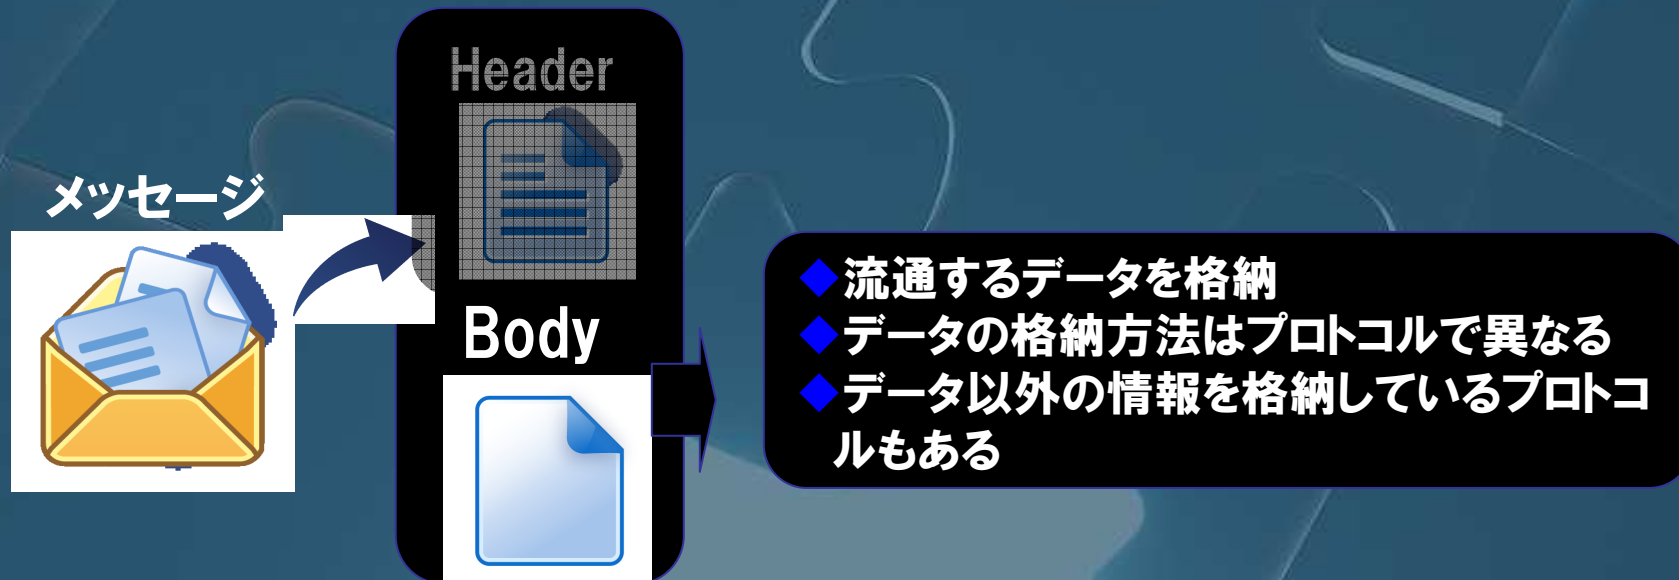 Header
メッセージ
Body
◆流通するデータを格納
◆データの格納方法はプロトコルで異なる
◆データ以外の情報を格納しているプロトコ
ルもある